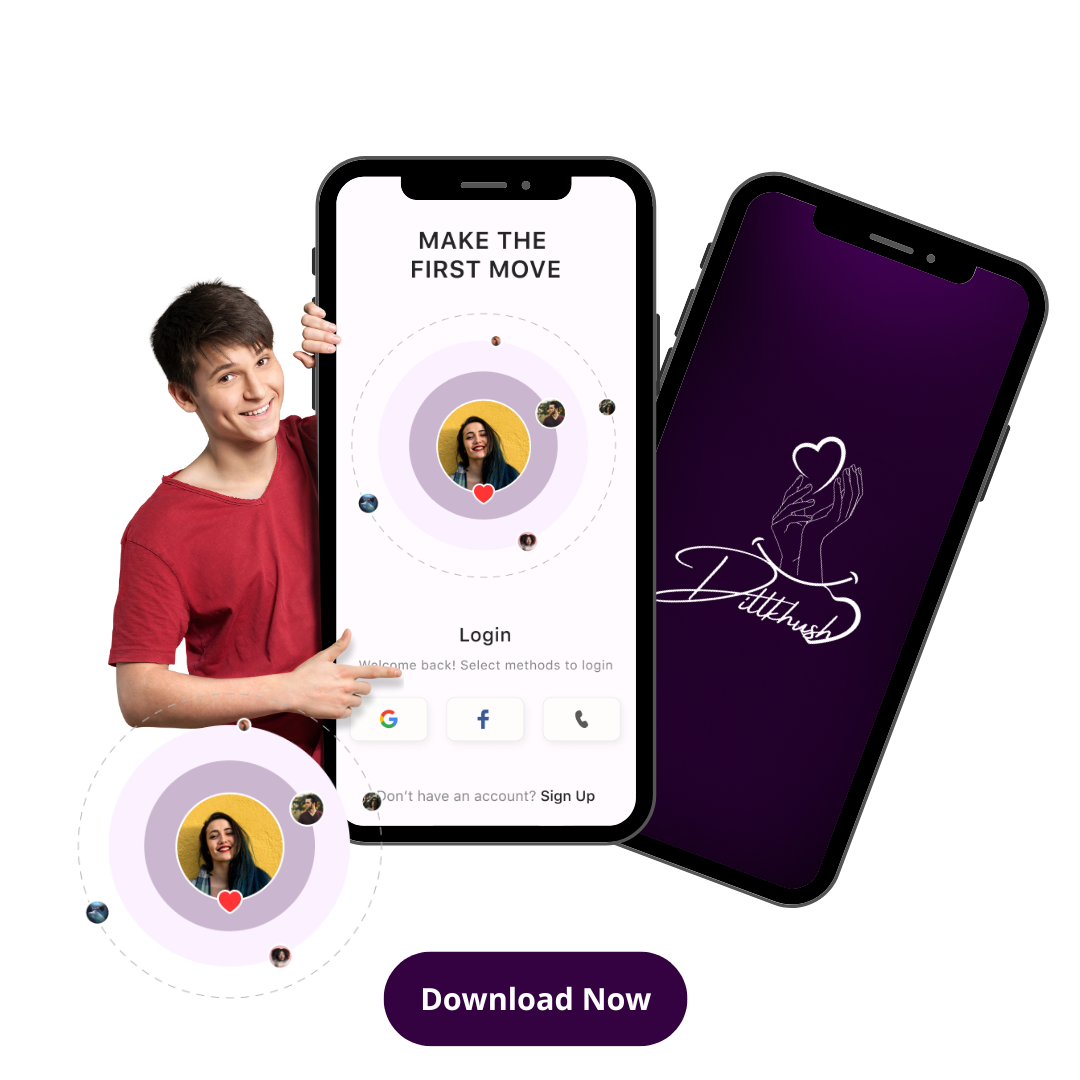 MAKE THE
FIRST MOVE
Login
Welcome back! Select methods to login
Don't have an account? Sign Up
Dillkhush
Download Now